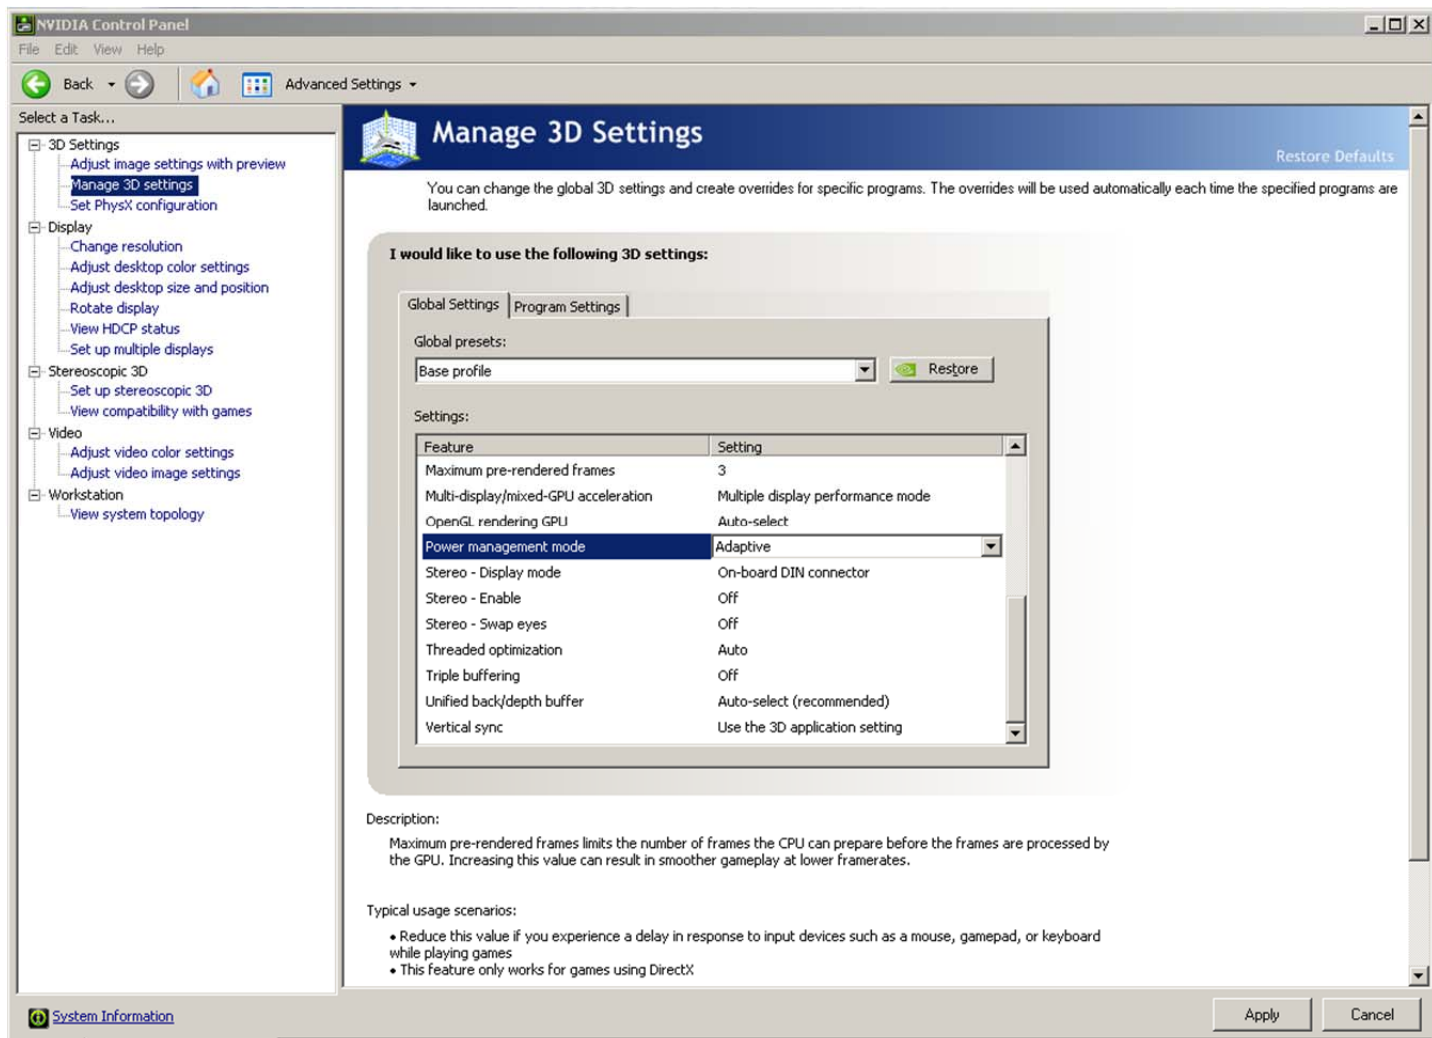 NVIDIA Control Panel
File Edit View Help
Back Advanced Settings
Select a Task...
3D Settings
Adjust image settings with preview
Manage 3D settings
Set PhysX configuration
Display
Change resolution
Adjust desktop color settings
Adjust desktop size and position
Rotate display
View HDCP status
Set up multiple displays
Stereoscopic 3D
Set up stereoscopic 3D
View compatibility with games
Video
Adjust video color settings
Adjust video image settings
Workstation
View system topology
Manage 3D Settings
Restore Defaults
You can change the global 3D settings and create overrides for specific programs. The overrides will be used automatically each time the specified programs are
launched.
I would like to use the following 3D settings:
Global Settings Program Settings
Global presets:
Base profile Restore
Settings:
Feature Setting
Maximum pre-rendered frames 3
Multi-display/mixed-GPU acceleration Multiple display performance mode
OpenGL rendering GPU Auto-select
Power management mode Adaptive
Stereo - Display mode On-board DIN connector
Stereo - Enable Off
Stereo - Swap eyes Off
Threaded optimization Auto
Triple buffering Off
Unified back/depth buffer Auto-select (recommended)
Vertical sync Use the 3D application setting
Description:
Maximum pre-rendered frames limits the number of frames the CPU can prepare before the frames are processed by
the GPU. Increasing this value can result in smoother gameplay at lower framerates.
Typical usage scenarios:
• Reduce this value if you experience a delay in response to input devices such as a mouse, gamepad, or keyboard
while playing games
• This feature only works for games using DirectX
System Information
Apply Cancel